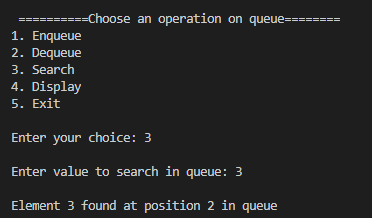 ==========Choose an operation on queue========
1. Enqueue
2. Dequeue
3. Search
4. Display
5. Exit
Enter your choice: 3
Enter value to search in queue: 3
Element 3 found at position 2 in queue